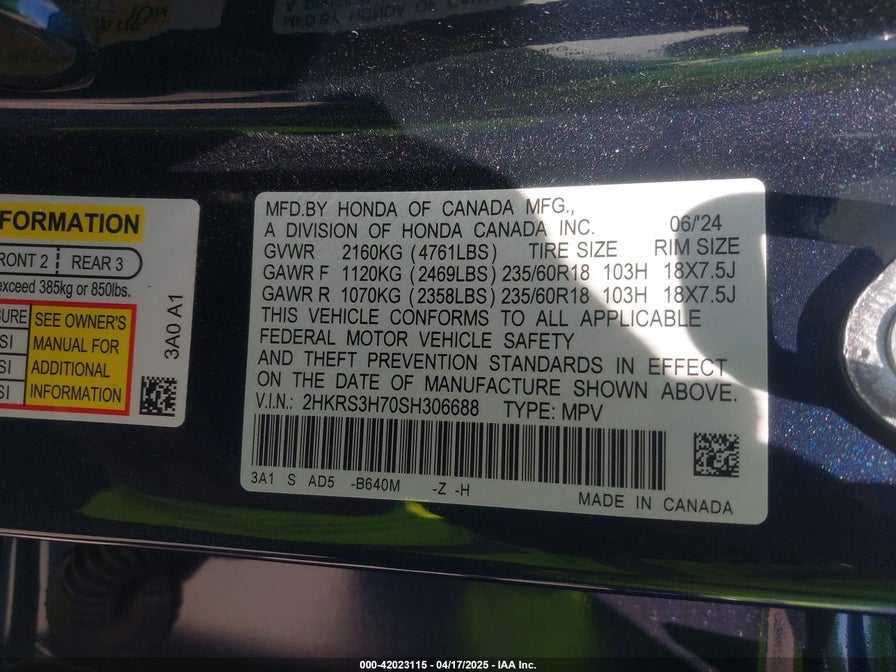 FORMATION
RONT 2 REAR 3
exceed 385kg or 850lbs.
URE
SI
SI
SI
SEE OWNER'S
MANUAL FOR
ADDITIONAL
INFORMATION
3A0 A1
MFD.BY HONDA OF CANADA MFG.,
A DIVISION OF HONDA CANADA INC. 06/'24
GVWR 2160KG (4761LBS) TIRE SIZE RIM SIZE
GAWR F 1120KG (2469LBS) 235/60R18 103H 18X7.5J
GAWR R 1070KG (2358LBS) 235/60R18 103H 18X7.5J
THIS VEHICLE CONFORMS TO ALL APPLICABLE
FEDERAL MOTOR VEHICLE SAFETY
AND THEFT PREVENTION STANDARDS IN EFFECT
ON THE DATE OF MANUFACTURE SHOWN ABOVE.
V.I.N.: 2HKRS3H70SH306688 TYPE: MPV
3A1 S AD5 -B640M -Z -H
MADE IN CANADA
000-42023115 - 04/17/2025 - IAA Inc.